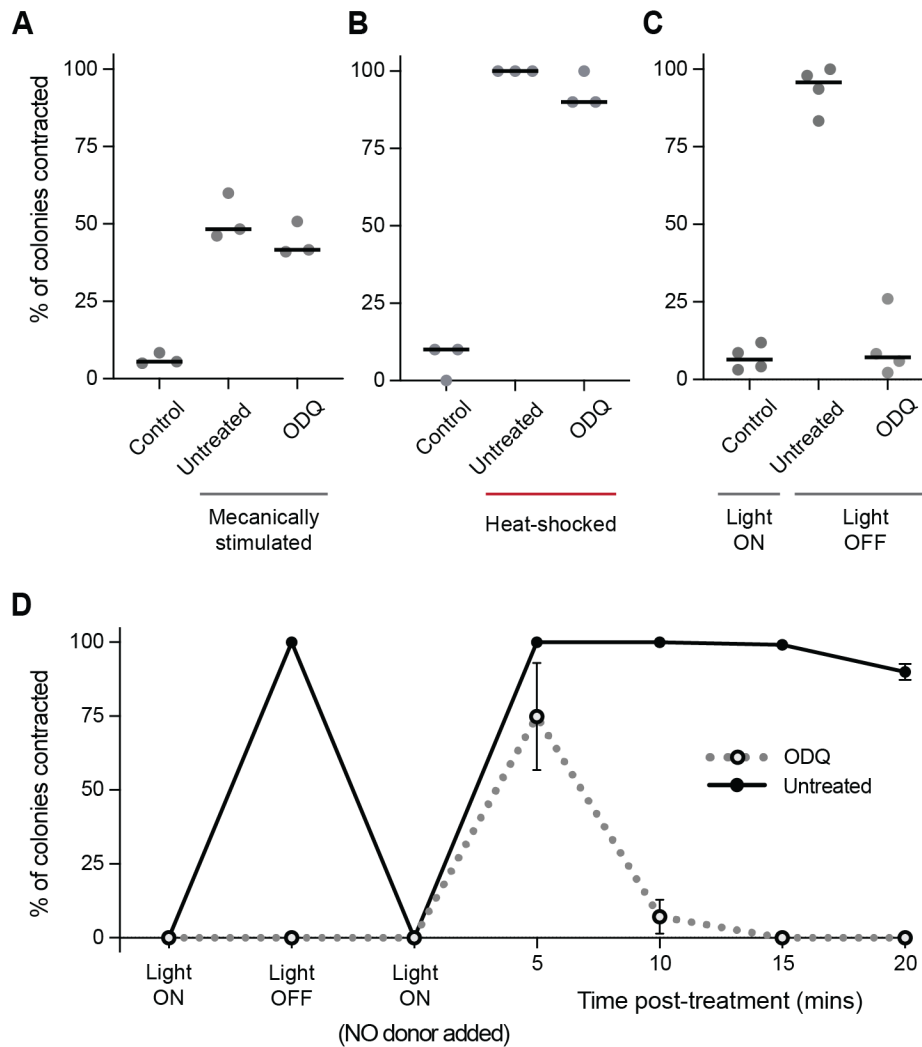 A
% of colonies contracted
100
75
50
25
0
Control
Untreated
ODQ
Mecanically
stimulated
B
100
75
50
25
0
Control
Untreated
ODQ
Heat-shocked
C
100
75
50
25
0
Control
Untreated
ODQ
Light
ON
Light
OFF
D
% of colonies contracted
100
75
50
25
0
ODQ
Untreated
Light
ON
Light
OFF
Light
ON
(NO donor added)
5
10
15
20
Time post-treatment (mins)